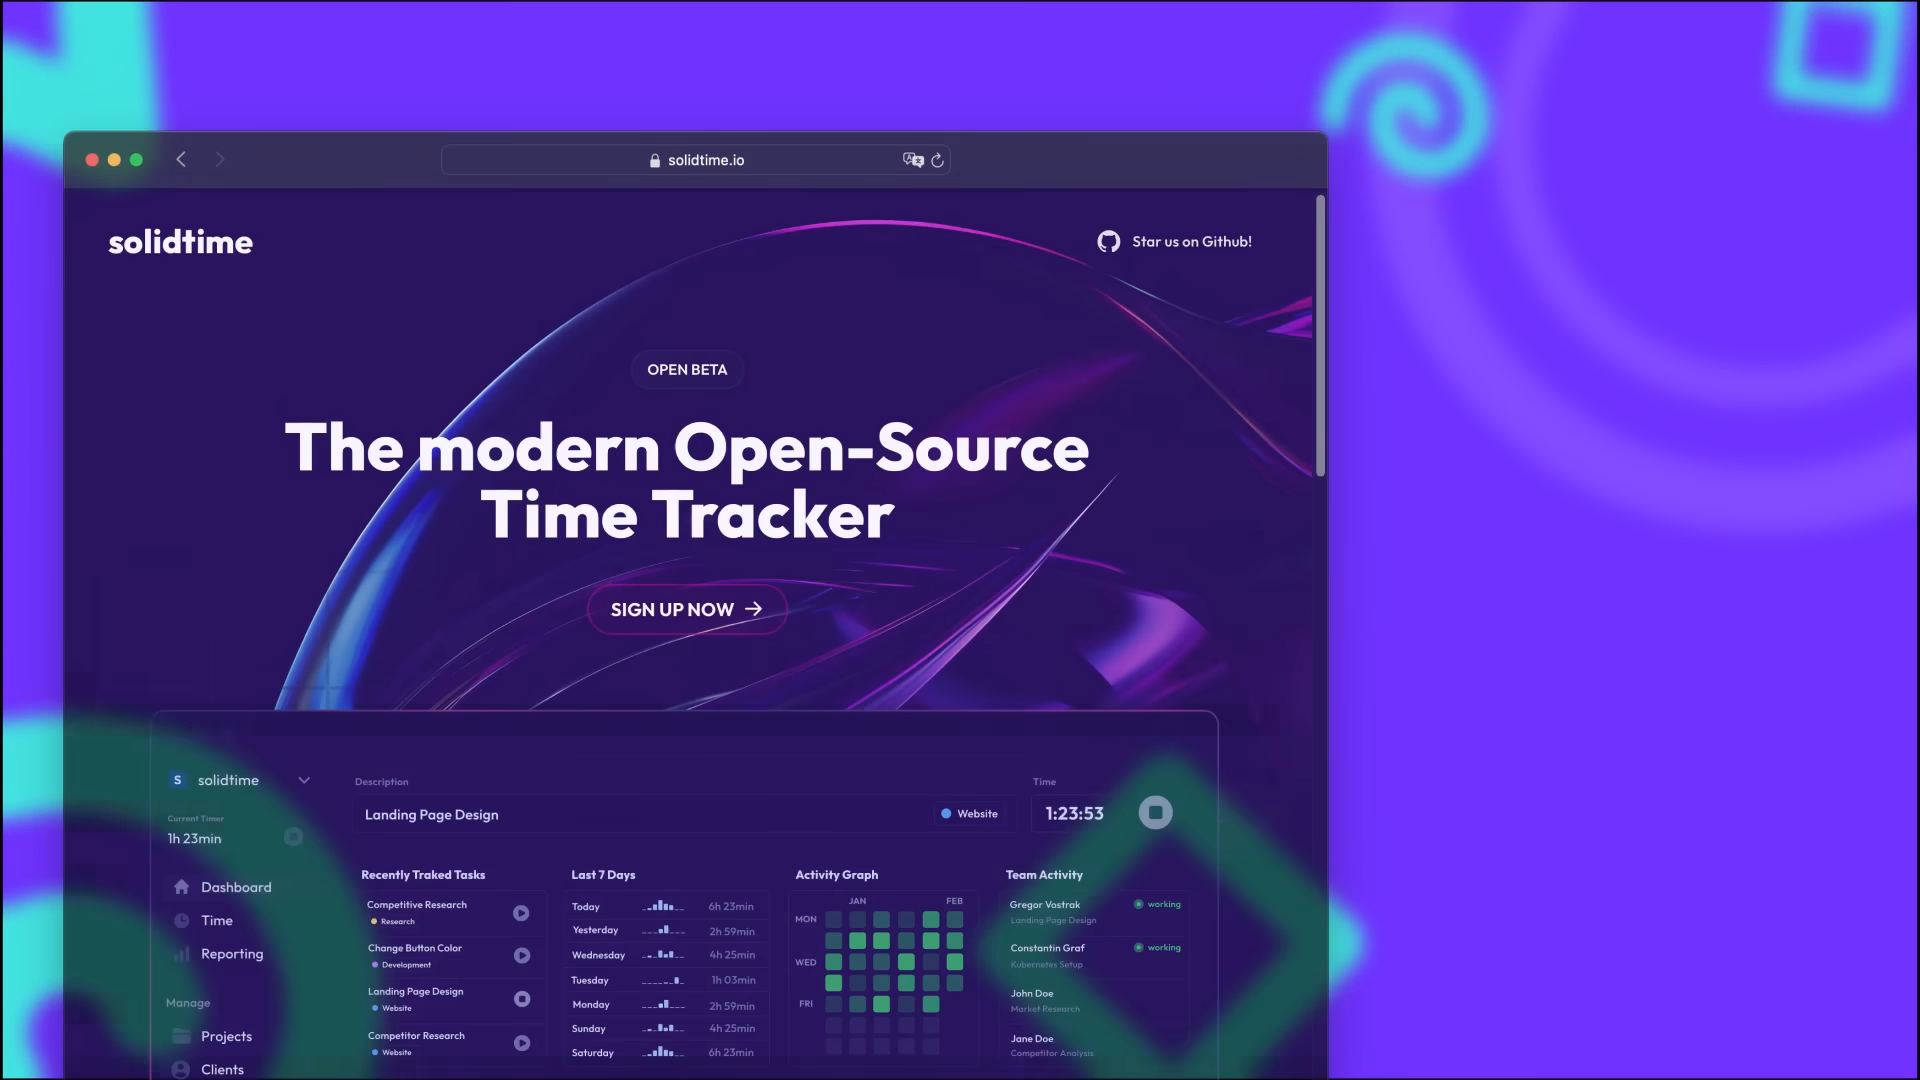 solidtime.io
solidtime
Star us on Github!
OPEN BETA
The modern Open-Source
Time Tracker
SIGN UP NOW →
S solidtime
Current Timer
1h 23min
Dashboard
Time
Reporting
Manage
Projects
Clients
Description
Landing Page Design
Website
Time
1:23:53
Recently Traked Tasks
Competitive Research
Research
Change Button Color
Development
Landing Page Design
Website
Competitor Research
Website
Last 7 Days
Today 6h 23min
Yesterday 2h 59min
Wednesday 4h 25min
Tuesday 1h 03min
Monday 2h 59min
Sunday 4h 25min
Saturday 6h 23min
Activity Graph
JAN FEB
MON
WED
FRI
Team Activity
Gregor Vostrak working
Landing Page Design
Constantin Graf working
Kubernetes Setup
John Doe
Market Research
Jane Doe
Competitor Analysis